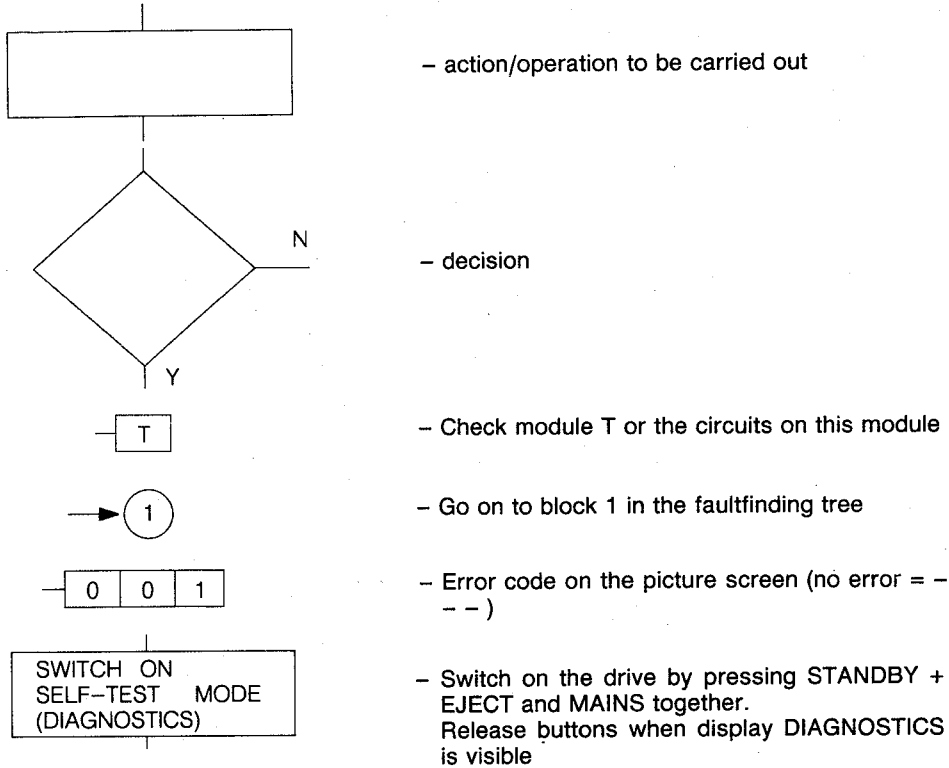 – action/operation to be carried out
N
– decision
Y
T
– Check module T or the circuits on this module
1
– Go on to block 1 in the faultfinding tree
0 0 1
– Error code on the picture screen (no error = –
– – )
SWITCH ON
SELF–TEST MODE
(DIAGNOSTICS)
– Switch on the drive by pressing STANDBY +
EJECT and MAINS together.
Release buttons when display DIAGNOSTICS
is visible